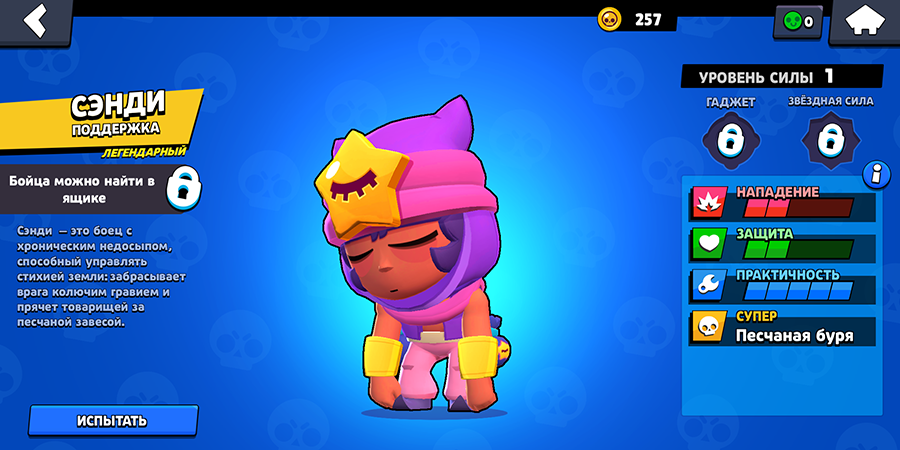 257
0
СЭНДИ
ПОДДЕРЖКА
ЛЕГЕНДАРНЫЙ
Бойца можно найти в
ящике
Сэнди — это боец с
хроническим недосыпом,
способный управлять
стихией земли: забрасывает
врага колючим гравием и
прячет товарищей за
песчаной завесой.
ИСПЫТАТЬ
УРОВЕНЬ СИЛЫ 1
ГАДЖЕТ ЗВЁЗДНАЯ СИЛА
i
НАПАДЕНИЕ
ЗАЩИТА
ПРАКТИЧНОСТЬ
СУПЕР
Песчаная буря